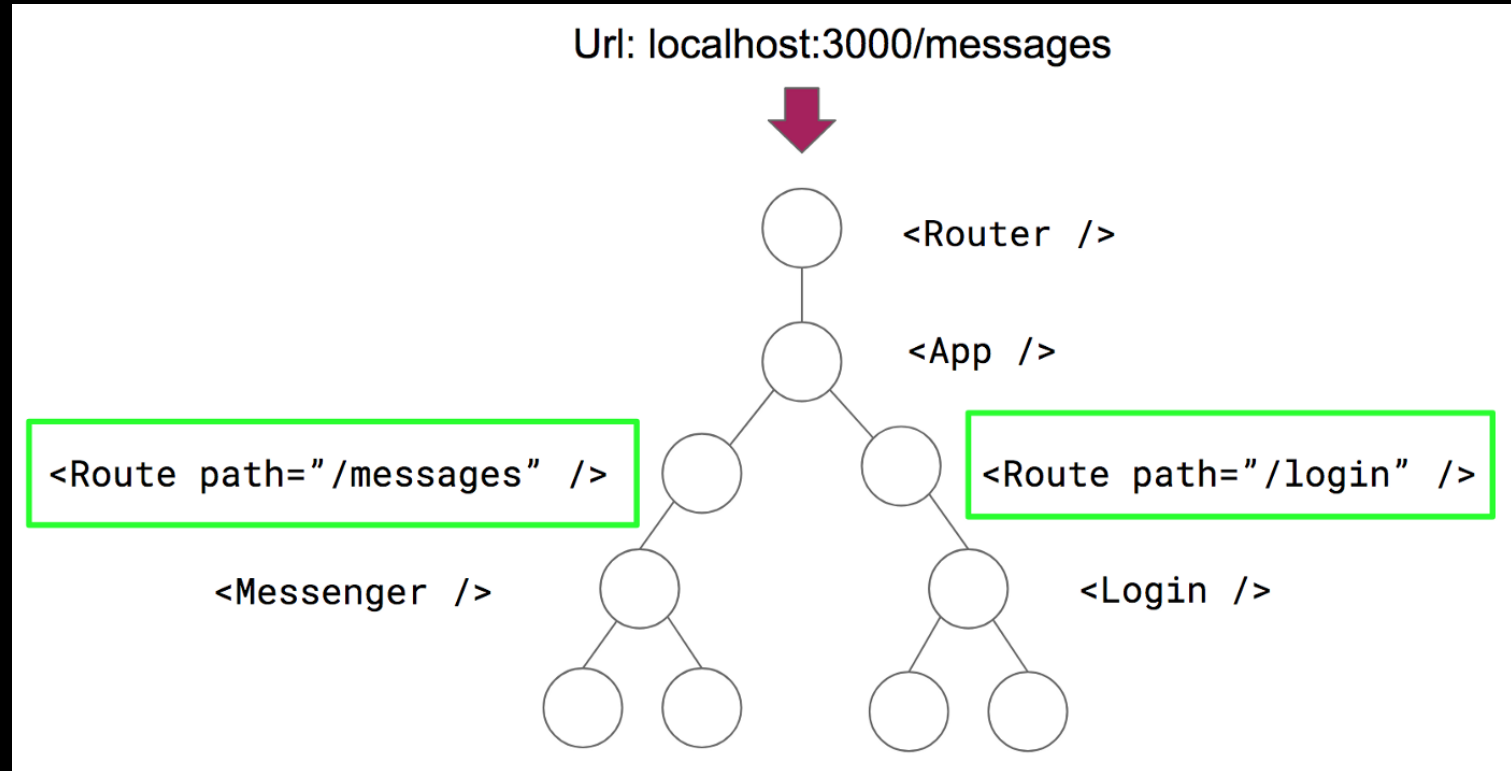 Url: localhost:3000/messages
<Router />
<App />
<Route path=”/messages” />
<Route path=”/login” />
<Messenger />
<Login />